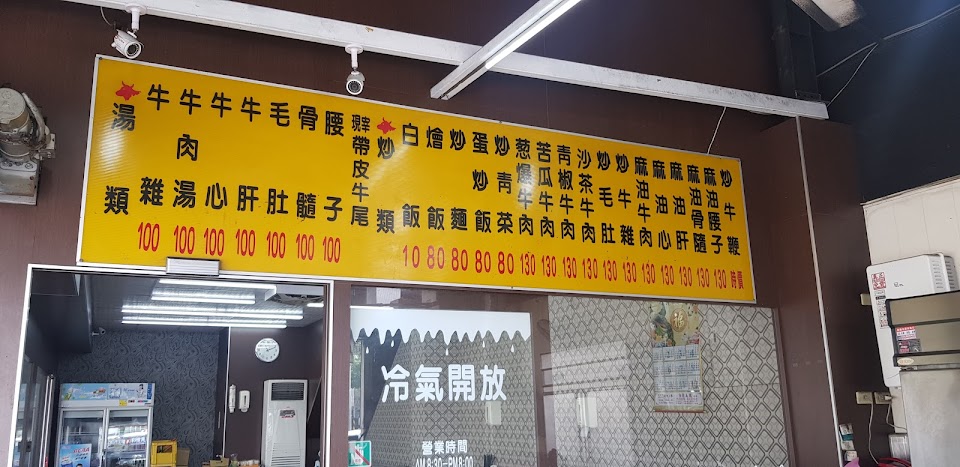 湯類
牛雜 100
牛肉湯 100
牛心 100
牛肝 100
毛肚 100
骨髓 100
腰子 100
現宰帶皮牛尾
炒類
白飯 10
燴飯 80
炒麵 80
蛋炒飯 80
炒青菜 80
葱爆牛肉 130
苦瓜牛肉 130
青椒牛肉 130
沙茶牛肉 130
炒毛肚 130
炒牛雜 130
麻油牛肉 130
麻油心 130
麻油肝 130
麻油骨髓 130
麻油腰子 130
炒牛鞭 時價
冷氣開放
營業時間
AM8:30~PM8:00